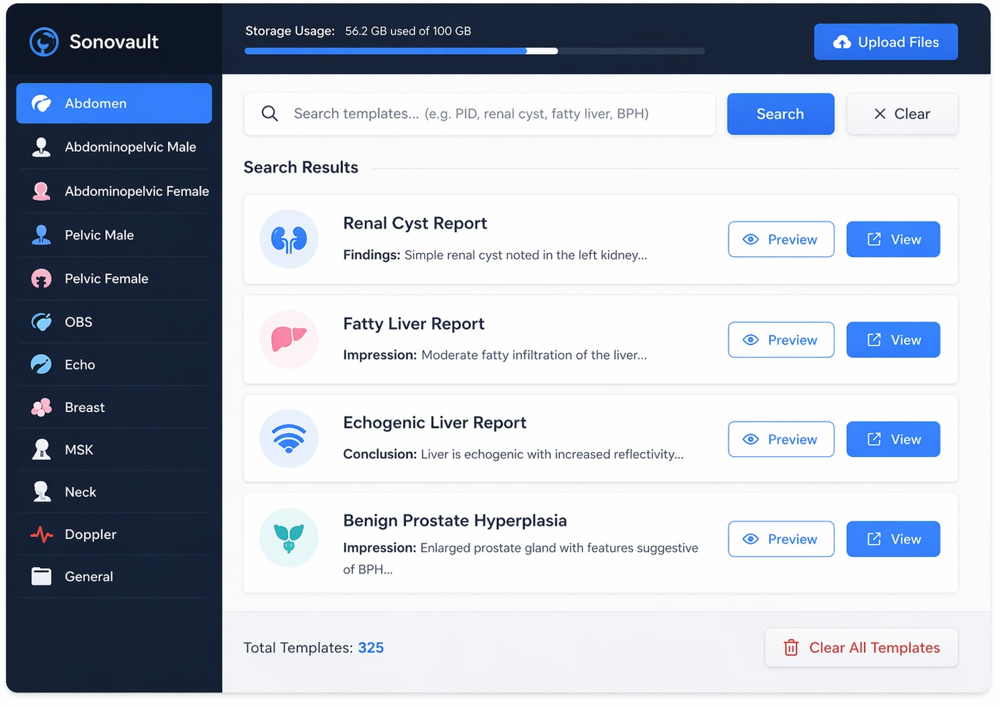 Sonovault
Storage Usage: 56.2 GB used of 100 GB
Upload Files
Abdomen
Abdominopelvic Male
Abdominopelvic Female
Pelvic Male
Pelvic Female
OBS
Echo
Breast
MSK
Neck
Doppler
General
Search templates... (e.g. PID, renal cyst, fatty liver, BPH)
Search
Clear
Search Results
Renal Cyst Report
Findings: Simple renal cyst noted in the left kidney...
Preview
View
Fatty Liver Report
Impression: Moderate fatty infiltration of the liver...
Preview
View
Echogenic Liver Report
Conclusion: Liver is echogenic with increased reflectivity...
Preview
View
Benign Prostate Hyperplasia
Impression: Enlarged prostate gland with features suggestive
of BPH...
Preview
View
Total Templates: 325
Clear All Templates